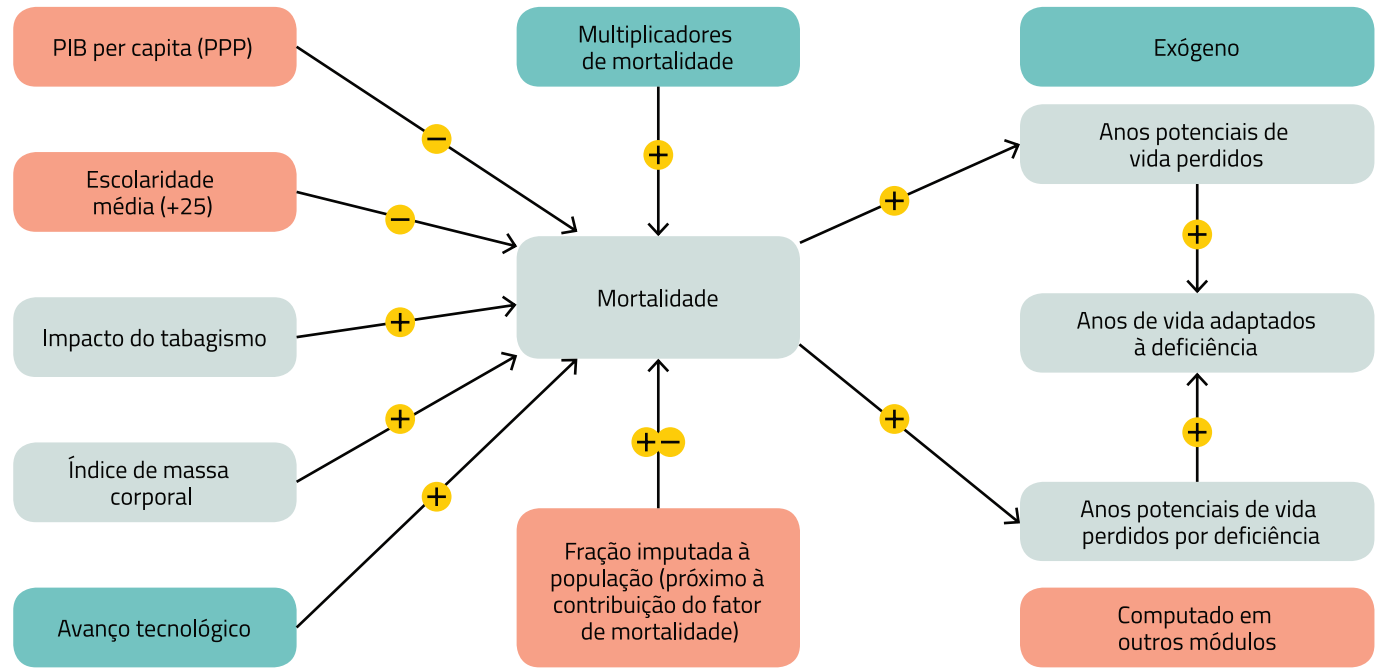 PIB per capita (PPP)
Escolaridade
média (+25)
Impacto do tabagismo
Índice de massa
corporal
Avanço tecnológico
Multiplicadores
de mortalidade
Mortalidade
Fração imputada à
população (próximo à
contribuição do fator
de mortalidade)
Exógeno
Anos potenciais de
vida perdidos
Anos de vida adaptados
à deficiência
Anos potenciais de vida
perdidos por deficiência
Computado em
outros módulos
−
−
+
+
+
+
+−
+
+
+
+